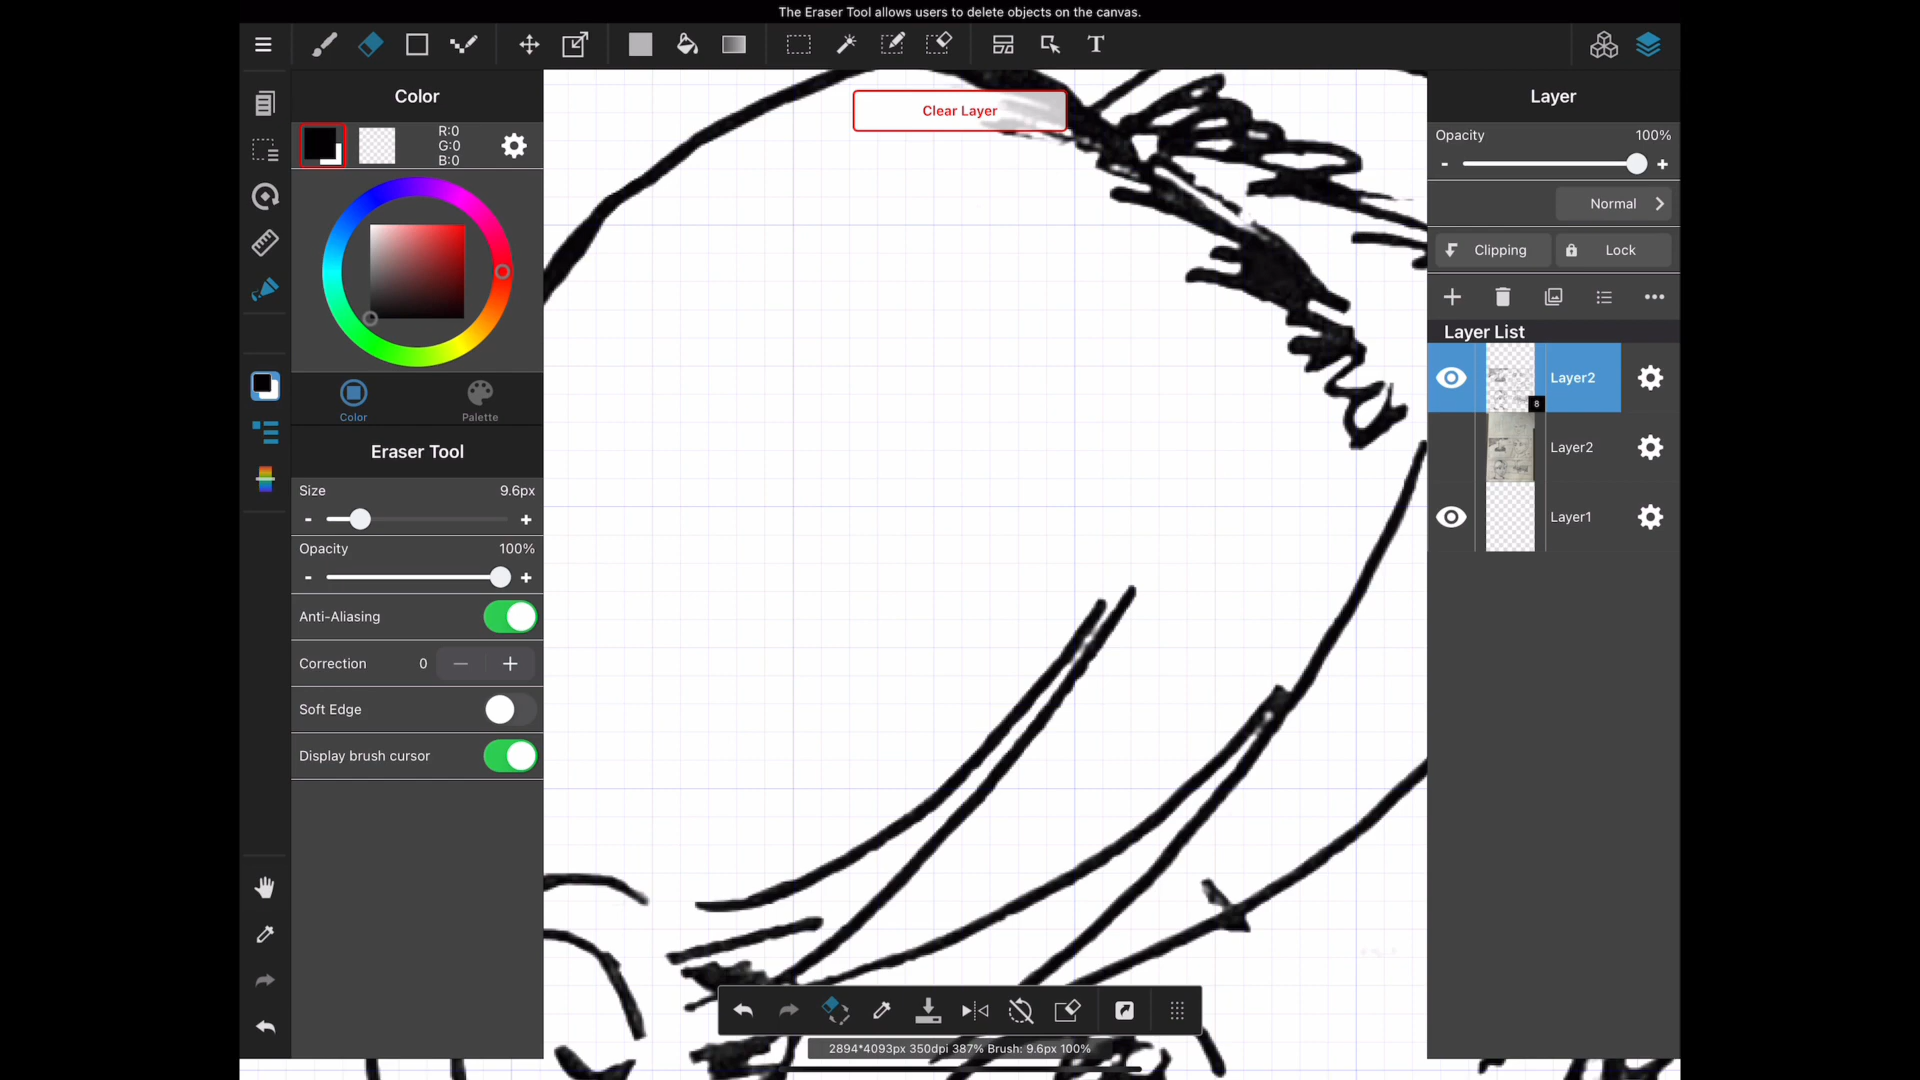 The Eraser Tool allows users to delete objects on the canvas.
T
Color
R:0
G:0
B:0
Color
Palette
Eraser Tool
Size 9.6px
- +
Opacity 100%
- +
Anti-Aliasing
Correction 0 − +
Soft Edge
Display brush cursor
Clear Layer
2894*4093px 350dpi 387% Brush: 9.6px 100%
Layer
Opacity 100%
- +
Normal
Clipping Lock
Layer List
Layer2
8
Layer2
Layer1